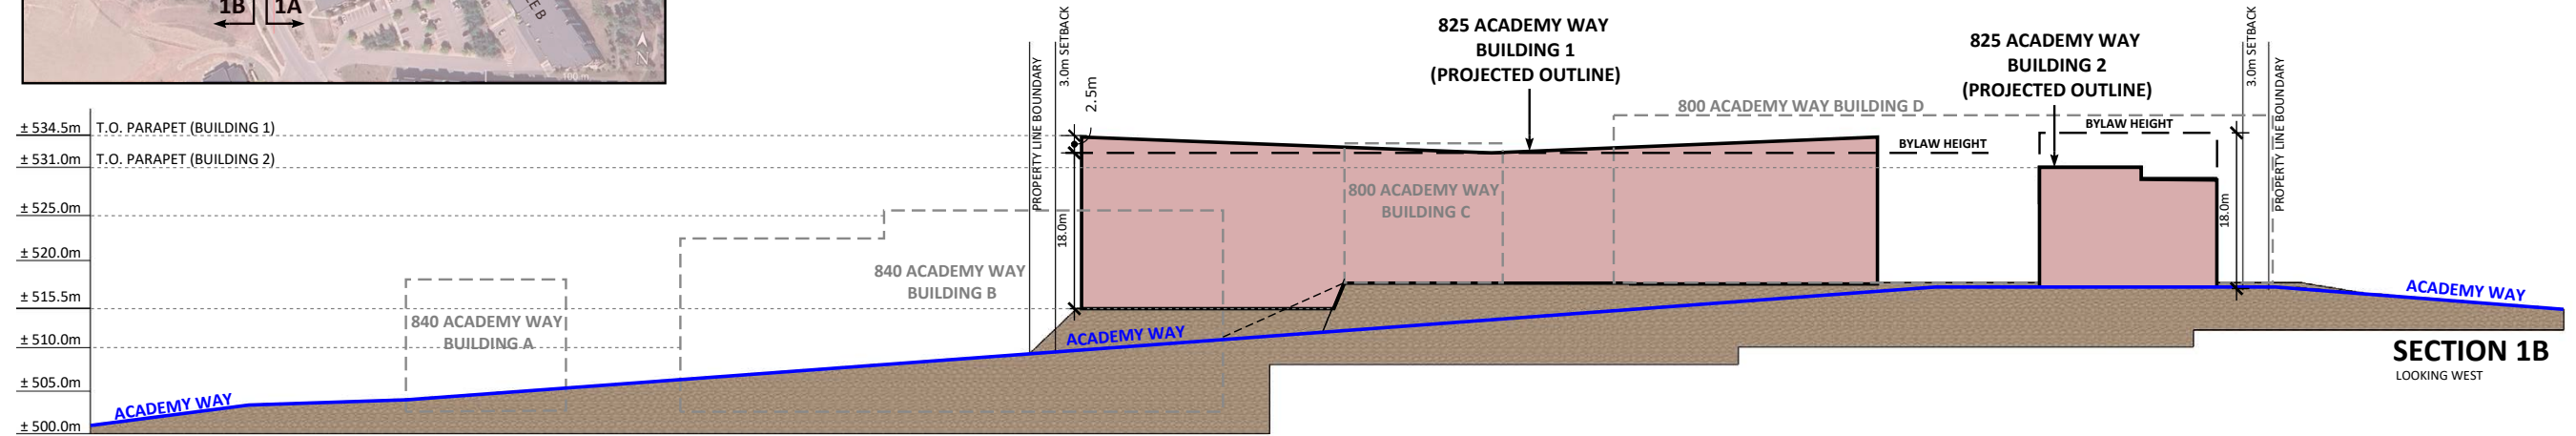 1B 1A
E B
N
100 m
± 534.5m
T.O. PARAPET (BUILDING 1)
± 531.0m
T.O. PARAPET (BUILDING 2)
± 525.0m
± 520.0m
± 515.5m
± 510.0m
± 505.0m
± 500.0m
ACADEMY WAY
840 ACADEMY WAY
BUILDING A
840 ACADEMY WAY
BUILDING B
PROPERTY LINE BOUNDARY
3.0m SETBACK
2.5m
18.0m
ACADEMY WAY
800 ACADEMY WAY
BUILDING C
825 ACADEMY WAY
BUILDING 1
(PROJECTED OUTLINE)
800 ACADEMY WAY BUILDING D
BYLAW HEIGHT
825 ACADEMY WAY
BUILDING 2
(PROJECTED OUTLINE)
BYLAW HEIGHT
18.0m
3.0m SETBACK
PROPERTY LINE BOUNDARY
ACADEMY WAY
SECTION 1B
LOOKING WEST